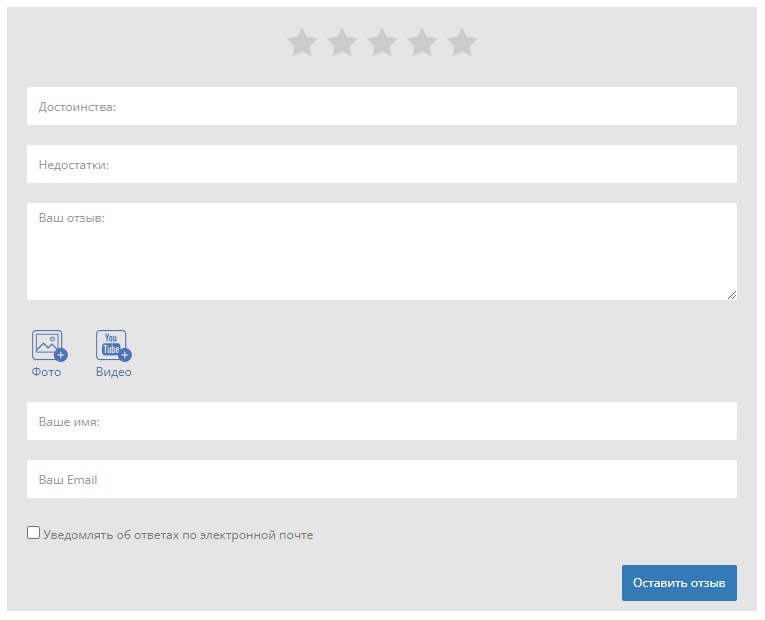 Достоинства:
Недостатки:
Ваш отзыв:
You
Tube
Фото
Видео
Ваше имя:
Ваш Email
Уведомлять об ответах по электронной почте
Оставить отзыв